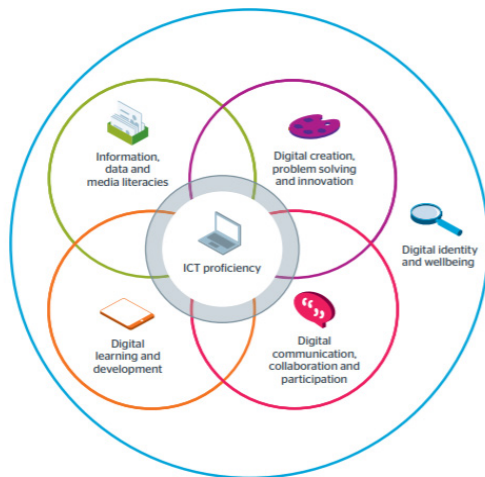 Information,
data and
media literacies
Digital creation,
problem solving
and innovation
Digital identity
and wellbeing
ICT proficiency
Digital
learning and
development
Digital
communication,
collaboration and
participation